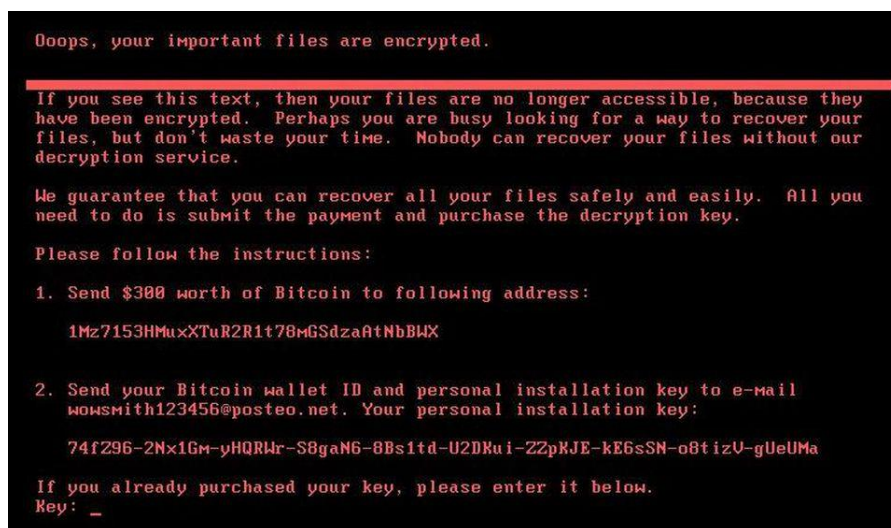 Ooops, your important files are encrypted.
If you see this text, then your files are no longer accessible, because they
have been encrypted.  Perhaps you are busy looking for a way to recover your
files, but don't waste your time.  Nobody can recover your files without our
decryption service.
We guarantee that you can recover all your files safely and easily.  All you
need to do is submit the payment and purchase the decryption key.
Please follow the instructions:
1. Send $300 worth of Bitcoin to following address:
1Mz7153HMuxXTuR2R1t78mGSdzaAtNbBWX
2. Send your Bitcoin wallet ID and personal installation key to e-mail
wowsmith123456@posteo.net. Your personal installation key:
74fZ96-2Nx1Gm-yHQRWr-S8gaN6-8Bs1td-U2DKui-ZZpKJE-kE6sSN-o8tizV-gUeUMa
If you already purchased your key, please enter it below.
Key: _